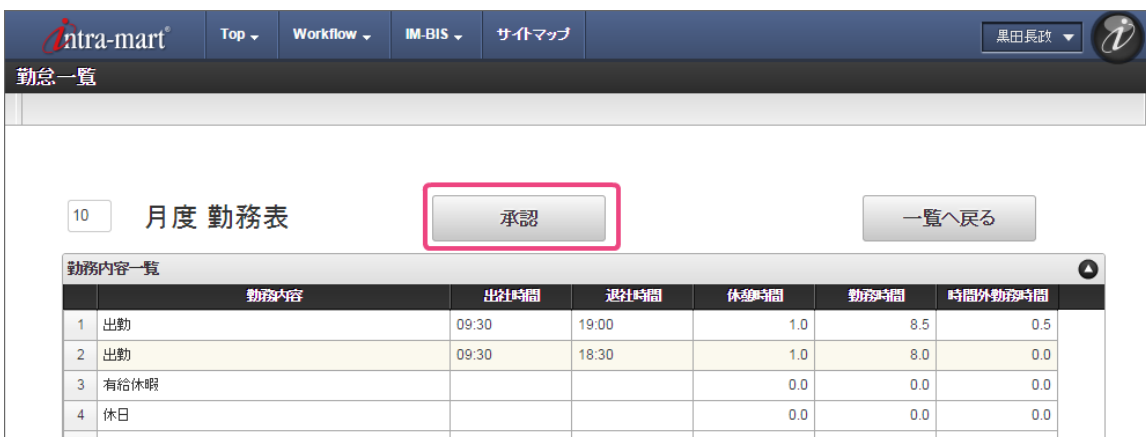 intra-mart® Top Workflow IM-BIS サイトマップ 黒田長政
勤怠一覧
10 月度 勤務表 承認 一覧へ戻る
勤務内容一覧
勤務内容 出社時間 退社時間 休憩時間 勤務時間 時間外勤務時間
1 出勤 09:30 19:00 1.0 8.5 0.5
2 出勤 09:30 18:30 1.0 8.0 0.0
3 有給休暇 0.0 0.0 0.0
4 休日 0.0 0.0 0.0